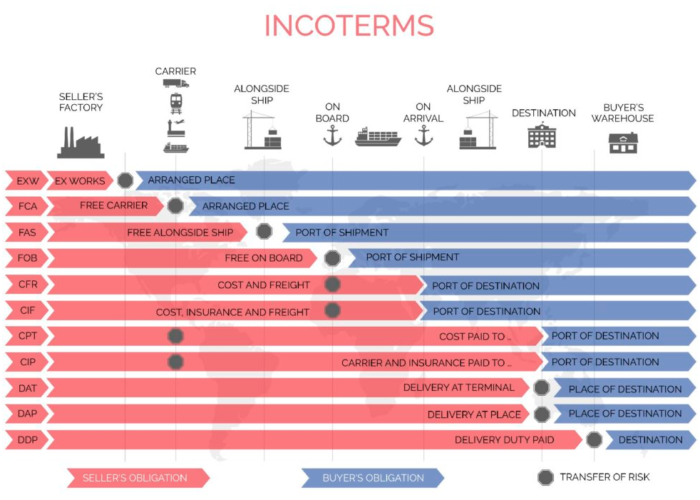 INCOTERMS
SELLER'S
FACTORY
CARRIER
ALONGSIDE
SHIP
ON
BOARD
ON
ARRIVAL
ALONGSIDE
SHIP
DESTINATION
BUYER'S
WAREHOUSE
EXW EX WORKS ARRANGED PLACE
FCA FREE CARRIER ARRANGED PLACE
FAS FREE ALONGSIDE SHIP PORT OF SHIPMENT
FOB FREE ON BOARD PORT OF SHIPMENT
CFR COST AND FREIGHT PORT OF DESTINATION
CIF COST, INSURANCE AND FREIGHT PORT OF DESTINATION
CPT COST PAID TO ... PORT OF DESTINATION
CIP CARRIER AND INSURANCE PAID TO ... PORT OF DESTINATION
DAT DELIVERY AT TERMINAL PLACE OF DESTINATION
DAP DELIVERY AT PLACE PLACE OF DESTINATION
DDP DELIVERY DUTY PAID DESTINATION
SELLER'S OBLIGATION BUYER'S OBLIGATION TRANSFER OF RISK